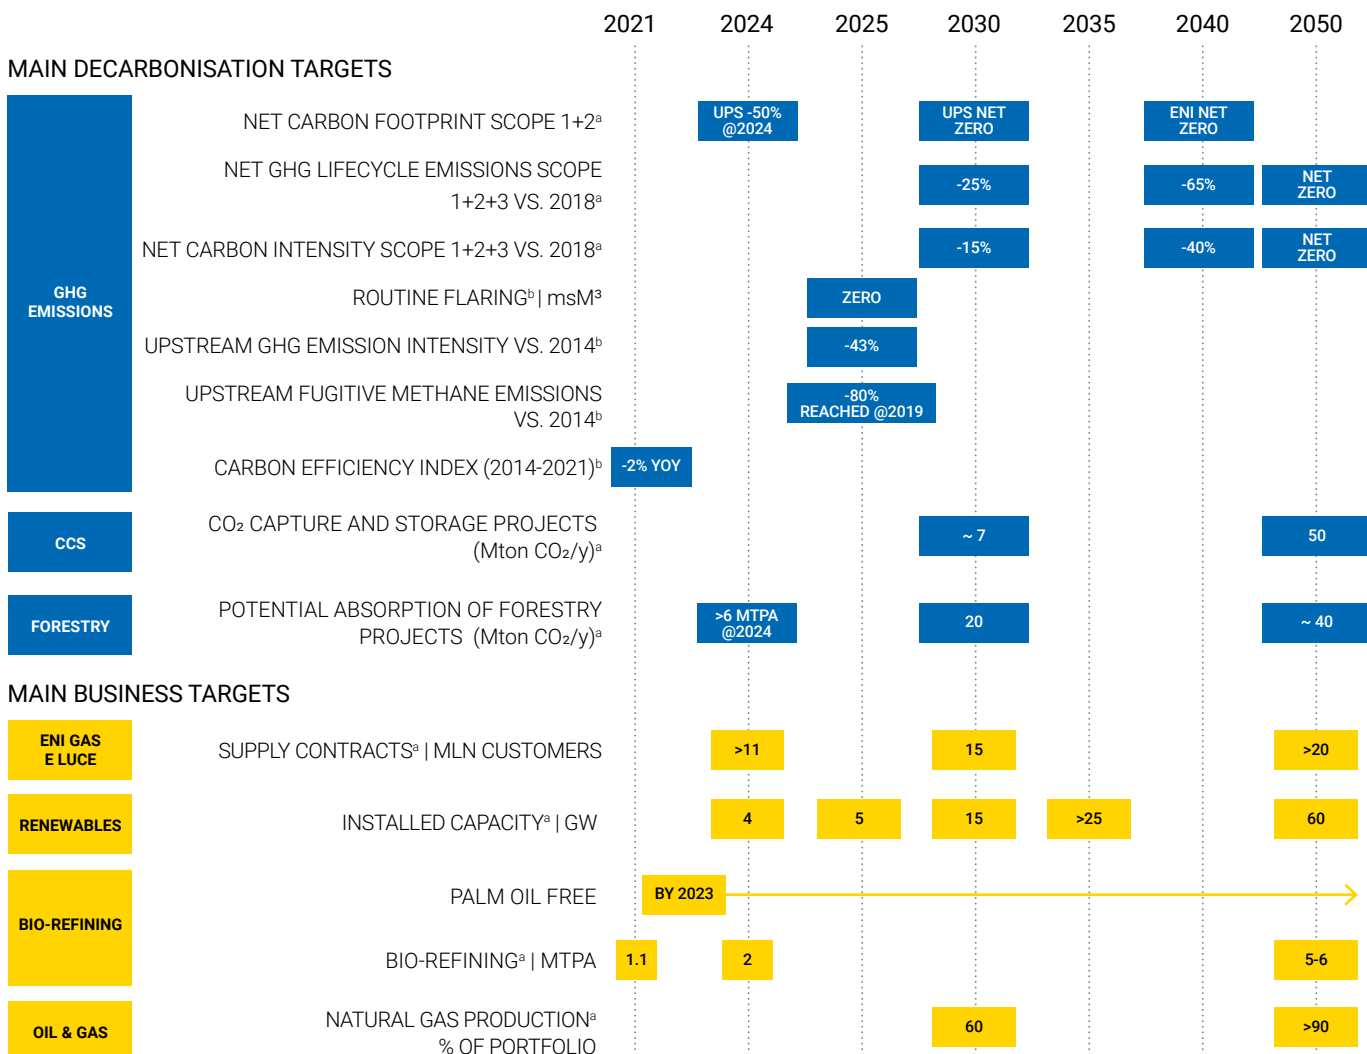 2021 2024 2025 2030 2035 2040 2050
MAIN DECARBONISATION TARGETS
GHG
EMISSIONS
NET CARBON FOOTPRINT SCOPE 1+2ᵃ
UPS -50%
@2024
UPS NET
ZERO
ENI NET
ZERO
NET GHG LIFECYCLE EMISSIONS SCOPE
1+2+3 VS. 2018ᵃ
-25%
-65%
NET
ZERO
NET CARBON INTENSITY SCOPE 1+2+3 VS. 2018ᵃ
-15%
-40%
NET
ZERO
ROUTINE FLARINGᵇ | msM³
ZERO
UPSTREAM GHG EMISSION INTENSITY VS. 2014ᵇ
-43%
UPSTREAM FUGITIVE METHANE EMISSIONS
VS. 2014ᵇ
-80%
REACHED @2019
CARBON EFFICIENCY INDEX (2014-2021)ᵇ
-2% YOY
CCS
CO₂ CAPTURE AND STORAGE PROJECTS
(Mton CO₂/y)ᵃ
~ 7
50
FORESTRY
POTENTIAL ABSORPTION OF FORESTRY
PROJECTS (Mton CO₂/y)ᵃ
>6 MTPA
@2024
20
~ 40
MAIN BUSINESS TARGETS
ENI GAS
E LUCE
SUPPLY CONTRACTSᵃ | MLN CUSTOMERS
>11
15
>20
RENEWABLES
INSTALLED CAPACITYᵃ | GW
4
5
15
>25
60
BIO-REFINING
PALM OIL FREE
BY 2023
BIO-REFININGᵃ | MTPA
1.1
2
5-6
OIL & GAS
NATURAL GAS PRODUCTIONᵃ
% OF PORTFOLIO
60
>90